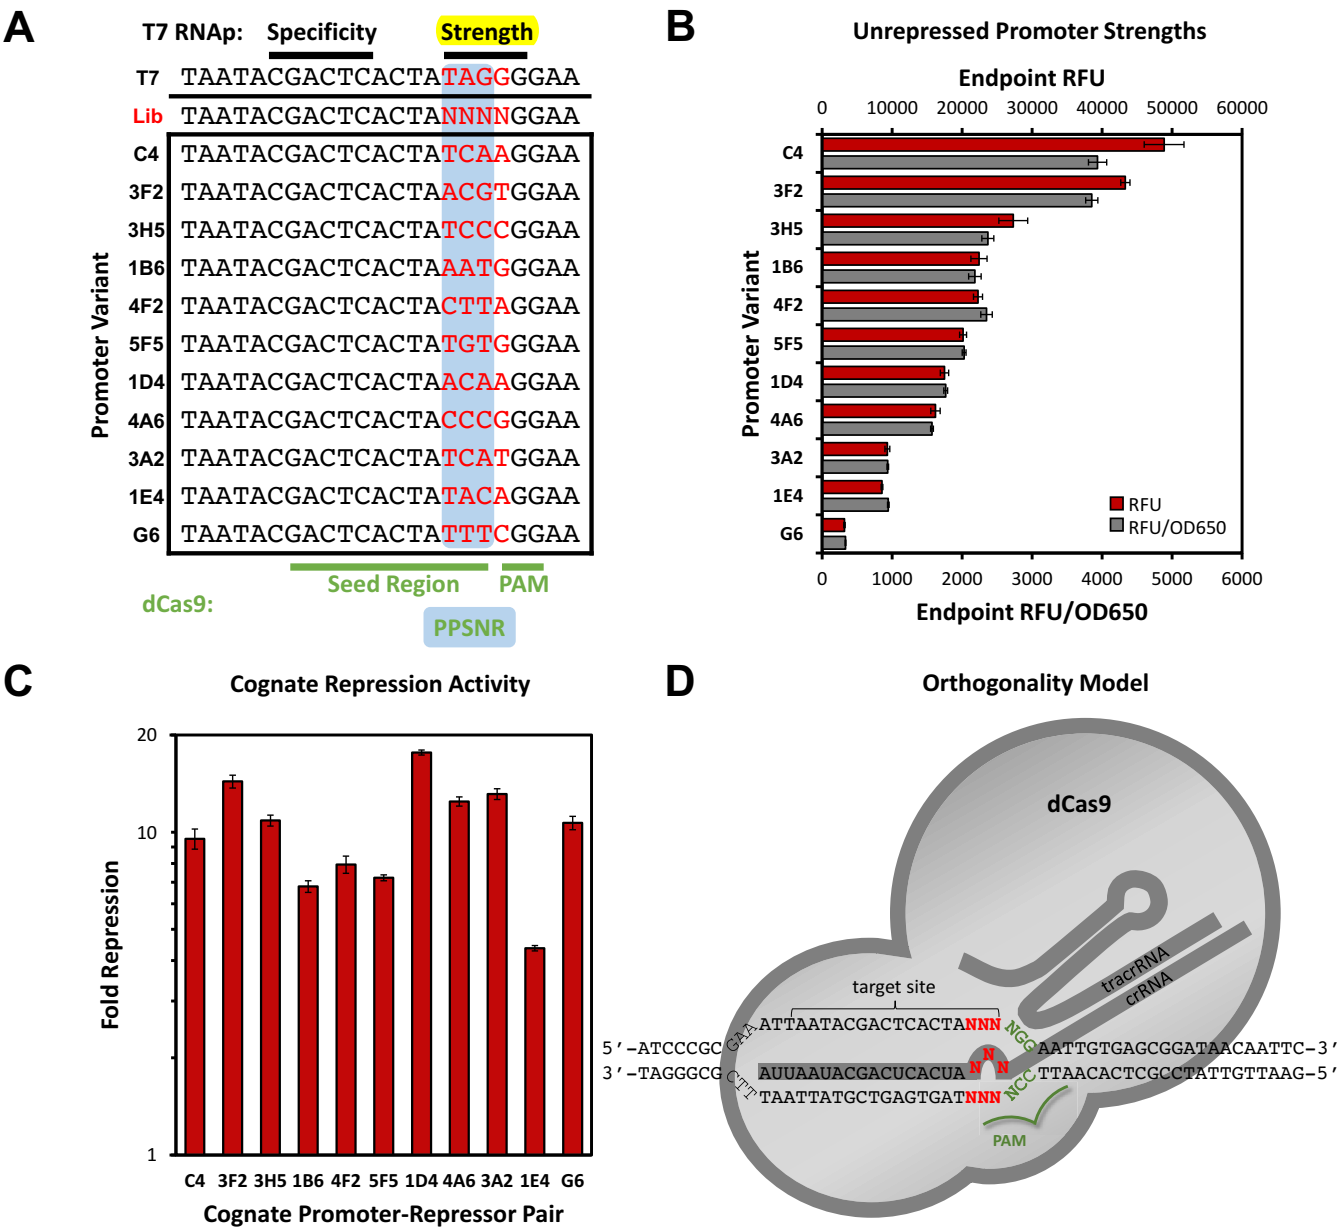 A
T7 RNAp: Specificity Strength
T7 TAATACGACTCACTATAGGGGAA
Lib TAATACGACTCACTANNNNGGAA
C4 TAATACGACTCACTATCAAGGAA
3F2 TAATACGACTCACTAACGTGGAA
3H5 TAATACGACTCACTATCCCGGAA
1B6 TAATACGACTCACTAAATGGGAA
4F2 TAATACGACTCACTACTTAGGAA
5F5 TAATACGACTCACTATGTGGGAA
1D4 TAATACGACTCACTAACAAGGAA
4A6 TAATACGACTCACTACCCGGGAA
3A2 TAATACGACTCACTATCATGGAA
1E4 TAATACGACTCACTATACAGGAA
G6 TAATACGACTCACTATTTCGGAA
Promoter Variant
Seed Region PAM
dCas9:
PPSNR
B
Unrepressed Promoter Strengths
Endpoint RFU
0 10000 20000 30000 40000 50000 60000
C4
3F2
3H5
1B6
4F2
5F5
1D4
4A6
3A2
1E4
G6
Promoter Variant
RFU
RFU/OD650
0 1000 2000 3000 4000 5000 6000
Endpoint RFU/OD650
C
Cognate Repression Activity
20
10
1
Fold Repression
C4 3F2 3H5 1B6 4F2 5F5 1D4 4A6 3A2 1E4 G6
Cognate Promoter-Repressor Pair
D
Orthogonality Model
dCas9
tracrRNA
crRNA
target site
5’-ATCCCGC GAA ATTAATACGACTCACTANNN NGG AATTGTGAGCGGATAACAATTC-3’
AUUAAUACGACUCACUA NNN
3’-TAGGGCG CTT TAATTATGCTGAGTGATNNN NCC TTAACACTCGCCTATTGTTAAG-5’
PAM